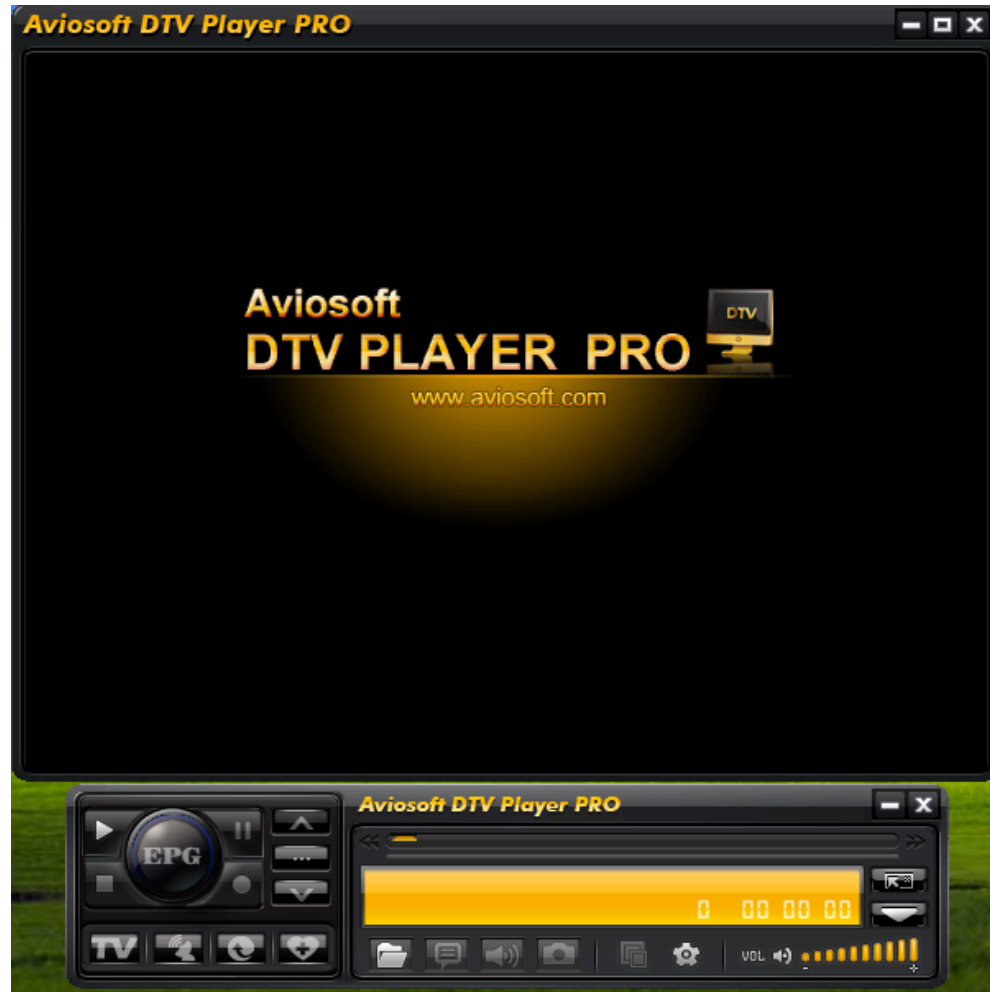 Aviosoft DTV Player PRO
Aviosoft
DTV PLAYER PRO
DTV
www.aviosoft.com
Aviosoft DTV Player PRO
EPG
...
0 00 00 00
TV
VOL
- +